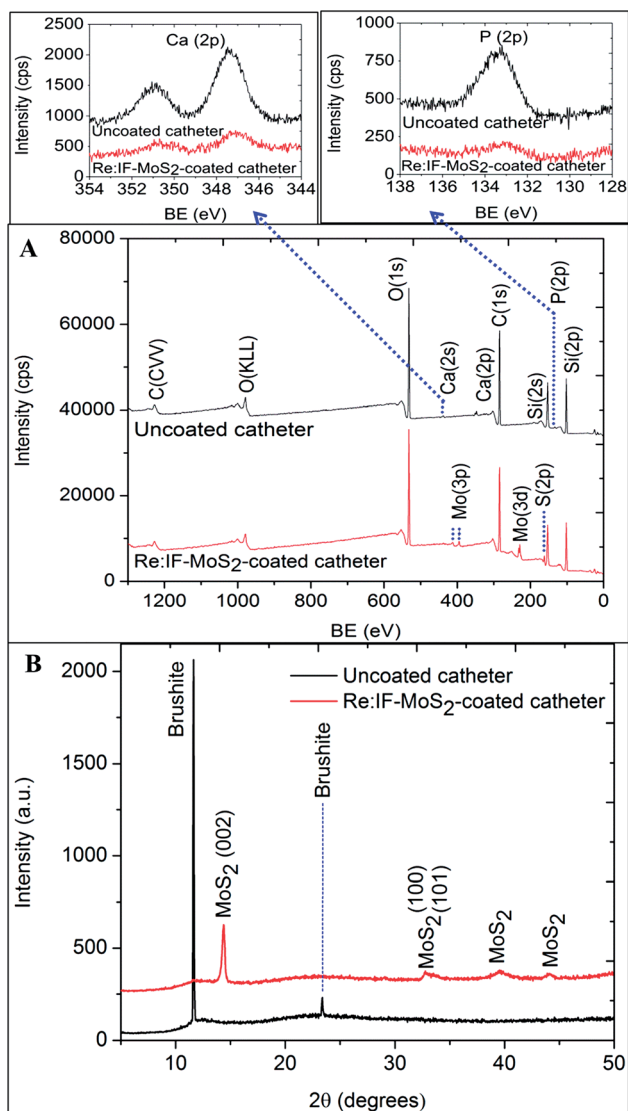 Ca (2p)
Intensity (cps)
2500
2000
1500
1000
500
0
Uncoated catheter
Re:IF-MoS2-coated catheter
354 352 350 348 346 344
BE (eV)
P (2p)
Intensity (cps)
1000
750
500
250
0
Uncoated catheter
Re:IF-MoS2-coated catheter
138 136 134 132 130 128
BE (eV)
A
Intensity (cps)
80000
60000
40000
20000
0
C(CVV)
O(KLL)
O(1s)
Ca(2s)
Ca(2p)
C(1s)
Si(2s)
P(2p)
Si(2p)
Uncoated catheter
Mo(3p)
Mo(3d)
S(2p)
Re:IF-MoS2-coated catheter
1200 1000 800 600 400 200 0
BE (eV)
B
Intensity (a.u.)
2000
1500
1000
500
0
Uncoated catheter
Re:IF-MoS2-coated catheter
Brushite
MoS2 (002)
Brushite
MoS2 (100)
(101)
MoS2
MoS2
10 20 30 40 50
2θ (degrees)